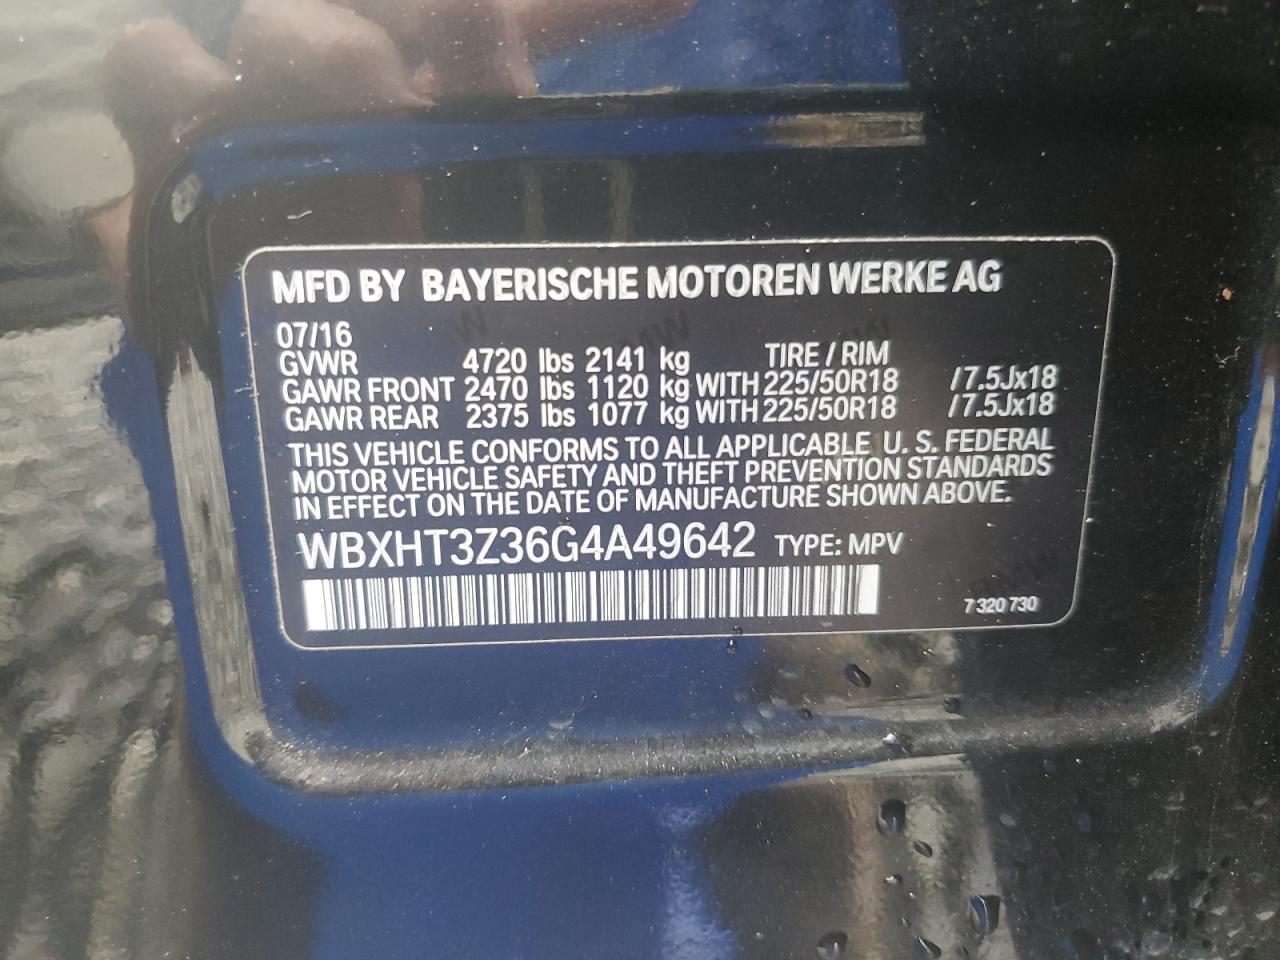 MFD BY BAYERISCHE MOTOREN WERKE AG
07/16
GVWR 4720 lbs 2141 kg TIRE / RIM
GAWR FRONT 2470 lbs 1120 kg WITH 225/50R18 /7.5Jx18
GAWR REAR 2375 lbs 1077 kg WITH 225/50R18 /7.5Jx18
THIS VEHICLE CONFORMS TO ALL APPLICABLE U. S. FEDERAL
MOTOR VEHICLE SAFETY AND THEFT PREVENTION STANDARDS
IN EFFECT ON THE DATE OF MANUFACTURE SHOWN ABOVE.
WBXHT3Z36G4A49642 TYPE: MPV
7 320 730